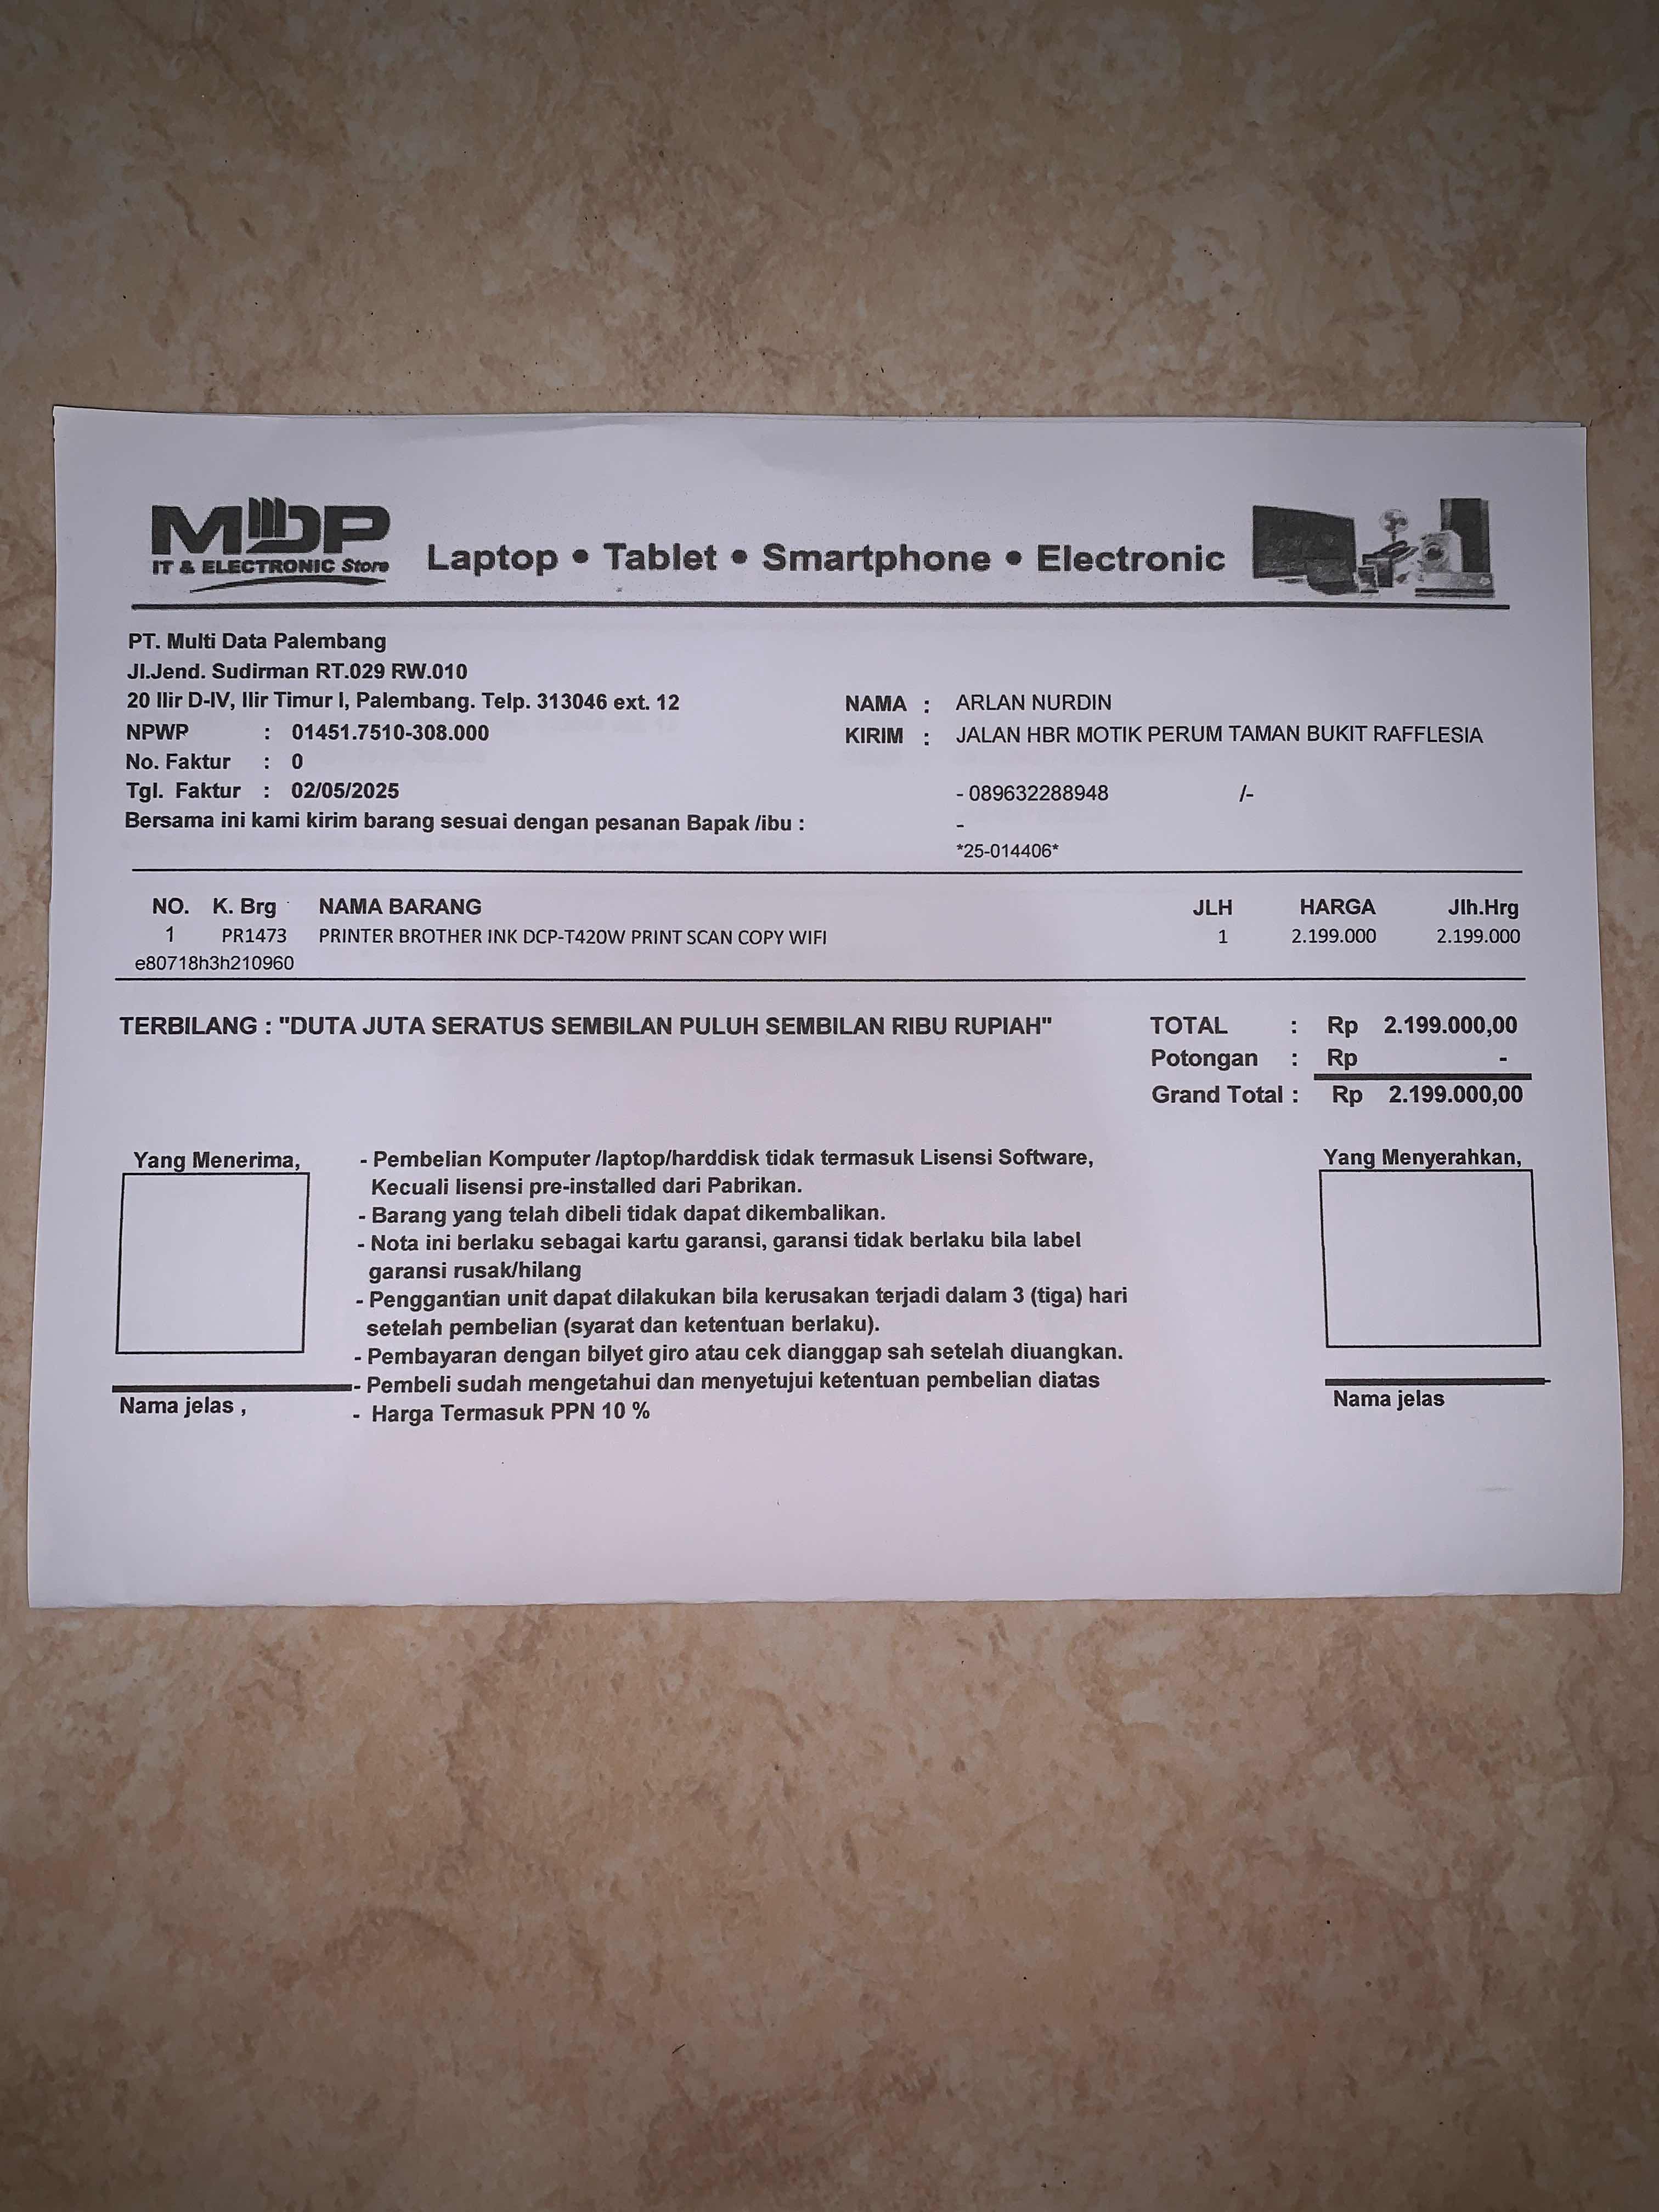 MDP
IT & ELECTRONIC Store
Laptop • Tablet • Smartphone • Electronic
PT. Multi Data Palembang
Jl.Jend. Sudirman RT.029 RW.010
20 Ilir D-IV, Ilir Timur I, Palembang. Telp. 313046 ext. 12
NPWP : 01451.7510-308.000
No. Faktur : 0
Tgl. Faktur : 02/05/2025
Bersama ini kami kirim barang sesuai dengan pesanan Bapak /ibu :
NAMA : ARLAN NURDIN
KIRIM : JALAN HBR MOTIK PERUM TAMAN BUKIT RAFFLESIA
- 089632288948 /-
-
*25-014406*
NO. K. Brg NAMA BARANG JLH HARGA Jlh.Hrg
1 PR1473 PRINTER BROTHER INK DCP-T420W PRINT SCAN COPY WIFI 1 2.199.000 2.199.000
e80718h3h210960
TERBILANG : "DUTA JUTA SERATUS SEMBILAN PULUH SEMBILAN RIBU RUPIAH"
TOTAL : Rp 2.199.000,00
Potongan : Rp -
Grand Total : Rp 2.199.000,00
Yang Menerima,
Nama jelas ,
- Pembelian Komputer /laptop/harddisk tidak termasuk Lisensi Software,
Kecuali lisensi pre-installed dari Pabrikan.
- Barang yang telah dibeli tidak dapat dikembalikan.
- Nota ini berlaku sebagai kartu garansi, garansi tidak berlaku bila label
garansi rusak/hilang
- Penggantian unit dapat dilakukan bila kerusakan terjadi dalam 3 (tiga) hari
setelah pembelian (syarat dan ketentuan berlaku).
- Pembayaran dengan bilyet giro atau cek dianggap sah setelah diuangkan.
- Pembeli sudah mengetahui dan menyetujui ketentuan pembelian diatas
- Harga Termasuk PPN 10 %
Yang Menyerahkan,
Nama jelas